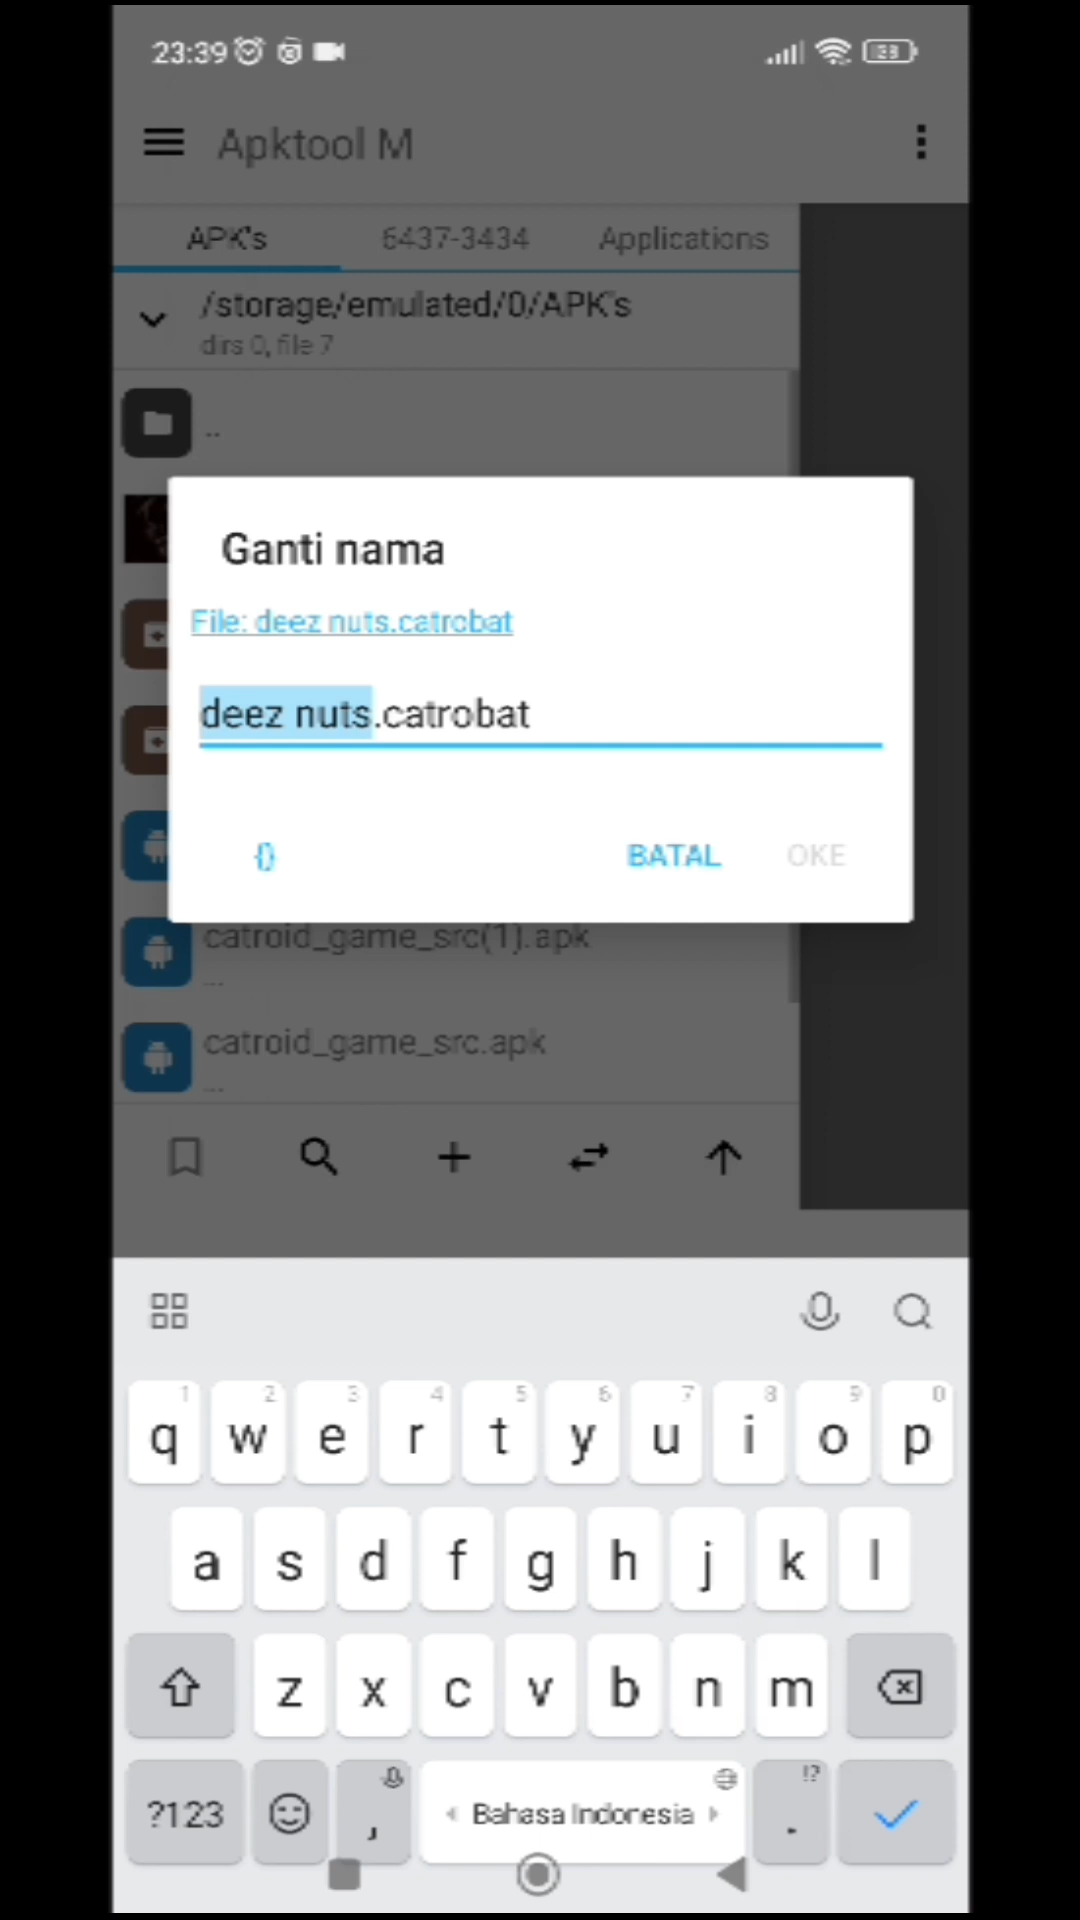 23:39
Apktool M
APK's 6437-3434 Applications
/storage/emulated/0/APK's
dirs 0, file 7
..
Ganti nama
File: deez nuts.catrobat
deez nuts.catrobat
{} BATAL OKE
catroid_game_src(1).apk
...
catroid_game_src.apk
...
1 2 3 4 5 6 7 8 9 0
q w e r t y u i o p
a s d f g h j k l
z x c v b n m
!?
?123 , Bahasa Indonesia .